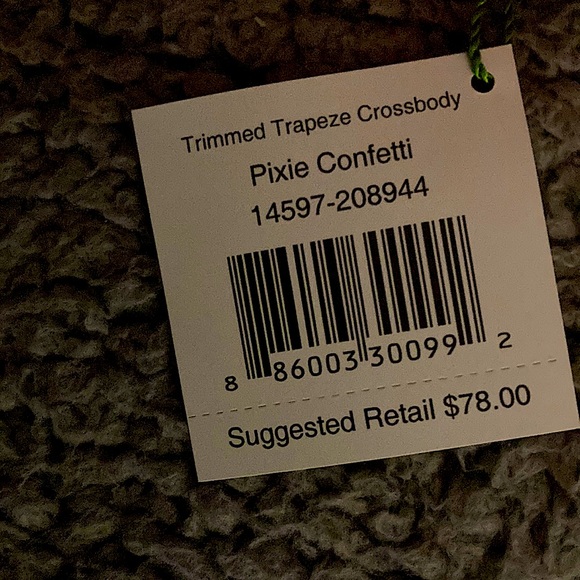 Trimmed Trapeze Crossbody
Pixie Confetti
14597-208944
8 86003 30099 2
Suggested Retail $78.00